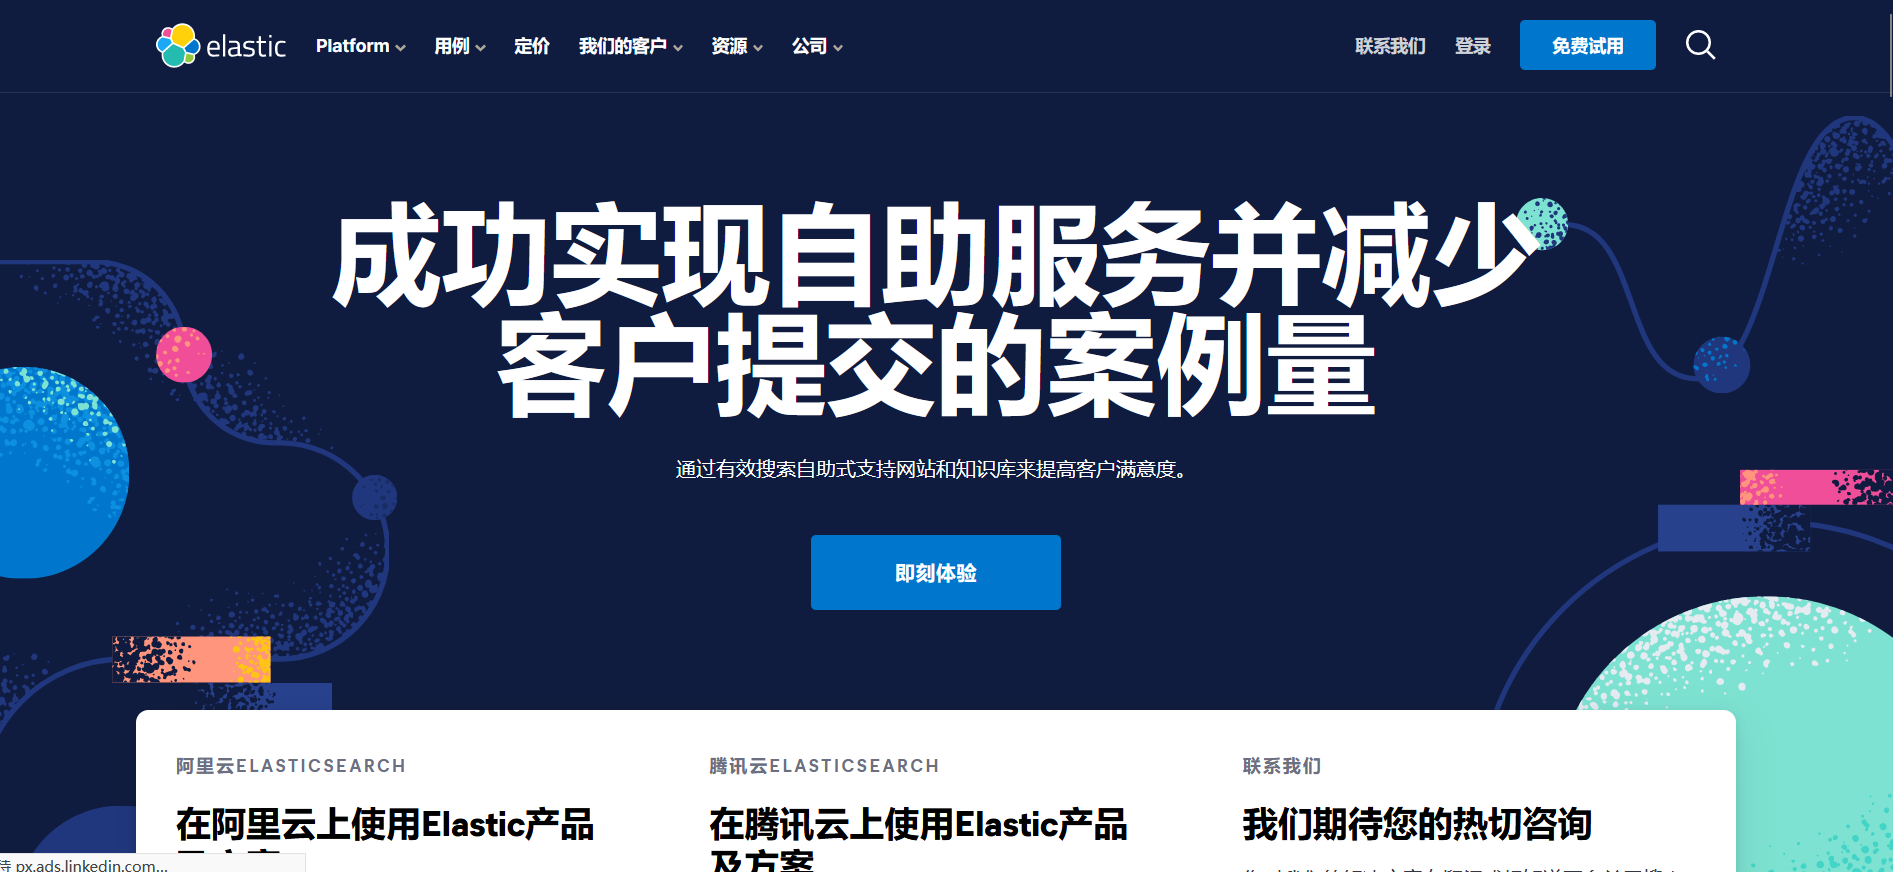 elastic Platform 用例 定价 我们的客户 资源 公司 联系我们 登录 免费试用
成功实现自助服务并减少
客户提交的案例量
通过有效搜索自助式支持网站和知识库来提高客户满意度。
即刻体验
阿里云ELASTICSEARCH
在阿里云上使用Elastic产品
腾讯云ELASTICSEARCH
在腾讯云上使用Elastic产品
及方案
联系我们
我们期待您的热切咨询
待 px.ads.linkedin.com...